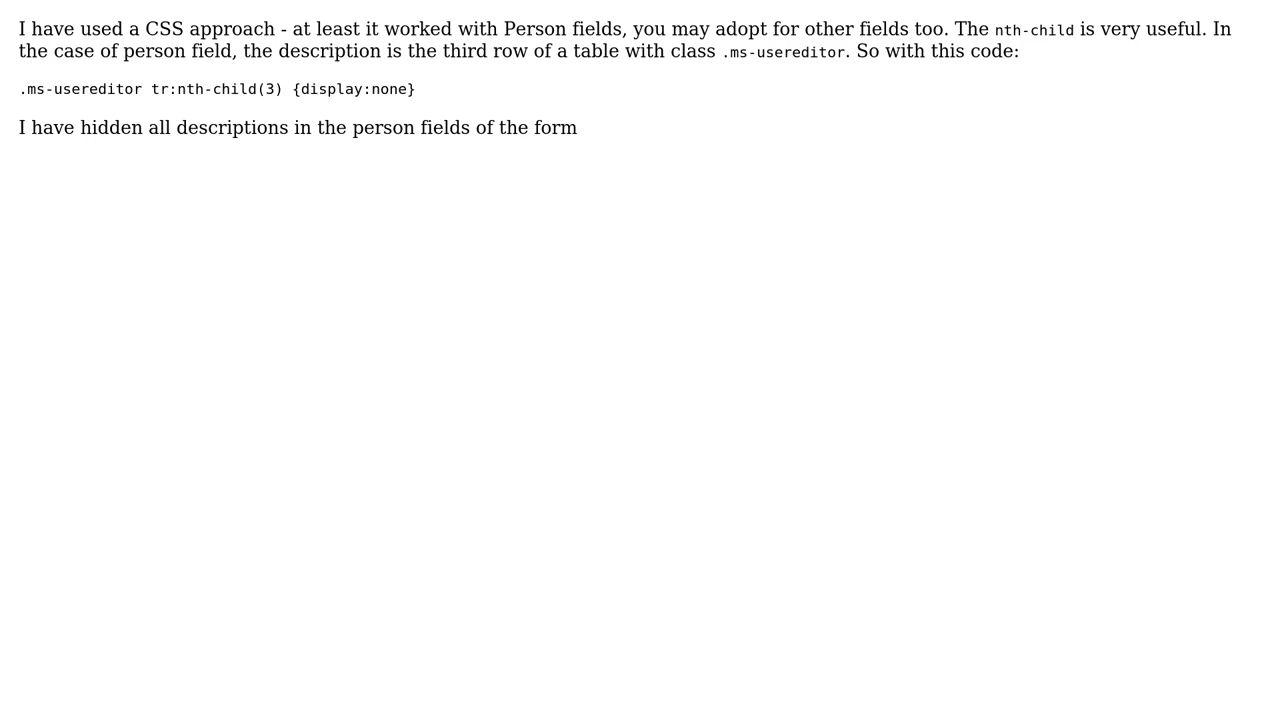 I have used a CSS approach - at least it worked with Person fields, you may adopt for other fields too. The nth-child is very useful. In
the case of person field, the description is the third row of a table with class .ms-usereditor. So with this code:
.ms-usereditor tr:nth-child(3) {display:none}
I have hidden all descriptions in the person fields of the form